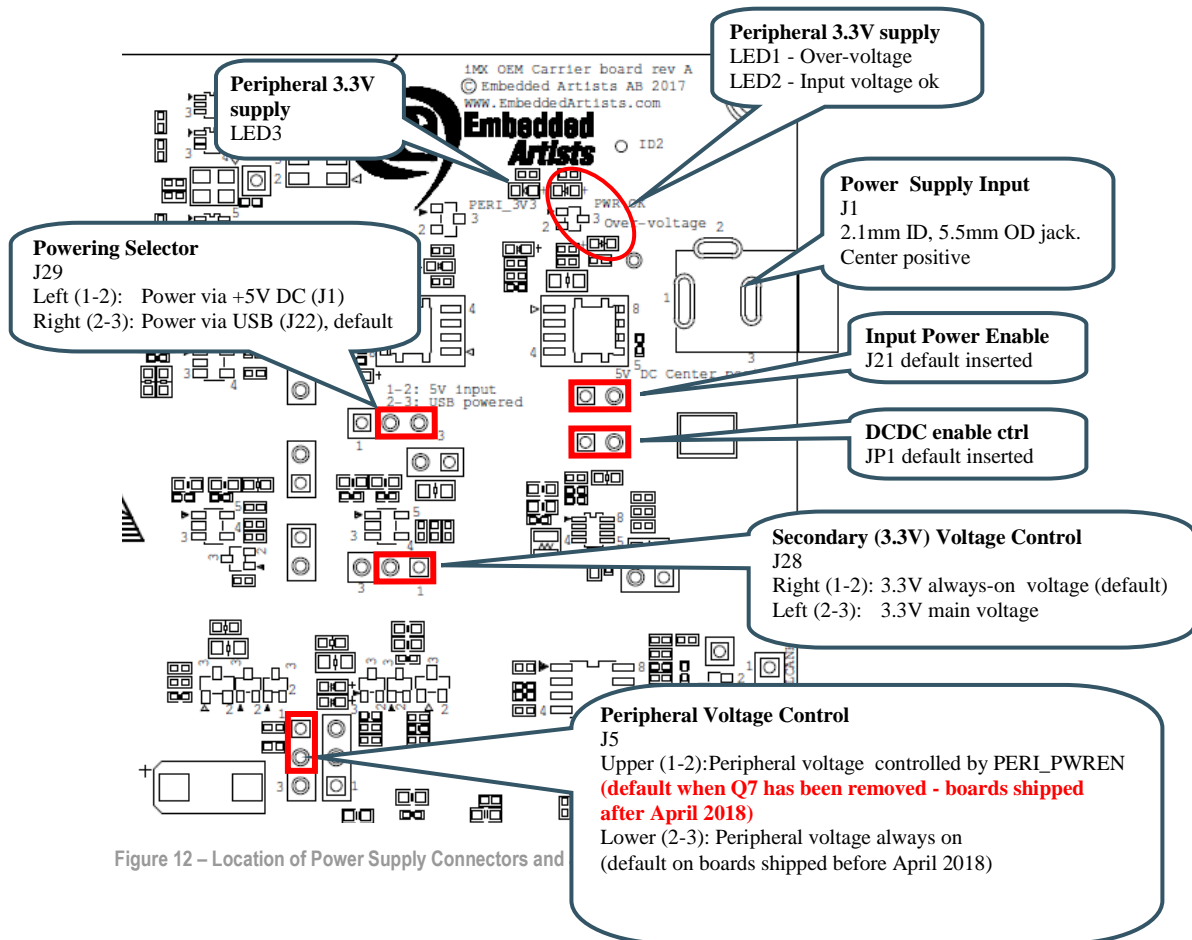 Peripheral 3.3V supply
LED1 - Over-voltage
LED2 - Input voltage ok
Peripheral 3.3V
supply
LED3
iMX OEM Carrier board rev A
© Embedded Artists AB 2017
WWW.EmbeddedArtists.com
Embedded
Artists
ID2
PERI_3V3
PWR OK
Over-voltage
Power Supply Input
J1
2.1mm ID, 5.5mm OD jack.
Center positive
Powering Selector
J29
Left (1-2): Power via +5V DC (J1)
Right (2-3): Power via USB (J22), default
Input Power Enable
J21 default inserted
5V DC Center
1-2: 5V input
2-3: USB powered
DCDC enable ctrl
JP1 default inserted
Secondary (3.3V) Voltage Control
J28
Right (1-2): 3.3V always-on voltage (default)
Left (2-3): 3.3V main voltage
Peripheral Voltage Control
J5
Upper (1-2):Peripheral voltage controlled by PERI_PWREN
(default when Q7 has been removed - boards shipped
after April 2018)
Lower (2-3): Peripheral voltage always on
(default on boards shipped before April 2018)
Figure 12 – Location of Power Supply Connectors and